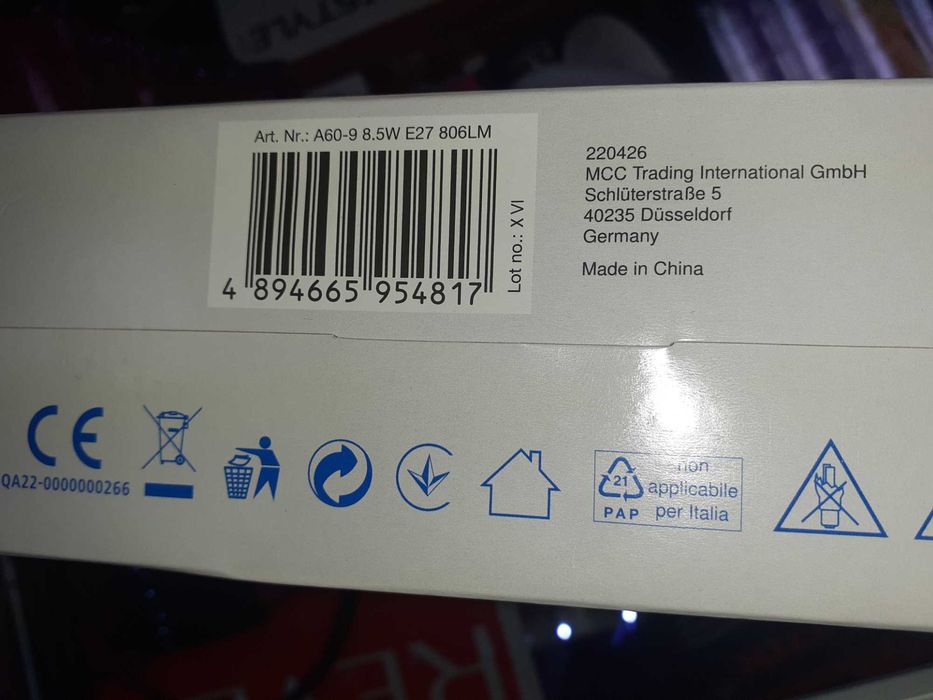 STYLE
Art. Nr.: A60-9 8.5W E27 806LM
4 894665 954817
Lot no.: X VI
220426
MCC Trading International GmbH
Schlüterstraße 5
40235 Düsseldorf
Germany
Made in China
CE
QA22-0000000266
21
PAP
non
applicabile
per Italia